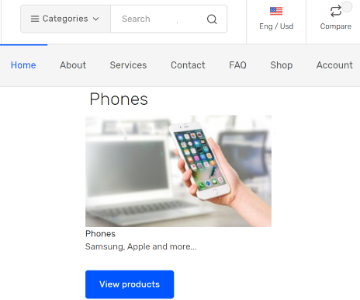 Categories
Search
Eng / Usd
Compare
Home
About
Services
Contact
FAQ
Shop
Account
Phones
Phones
Samsung, Apple and more...
View products